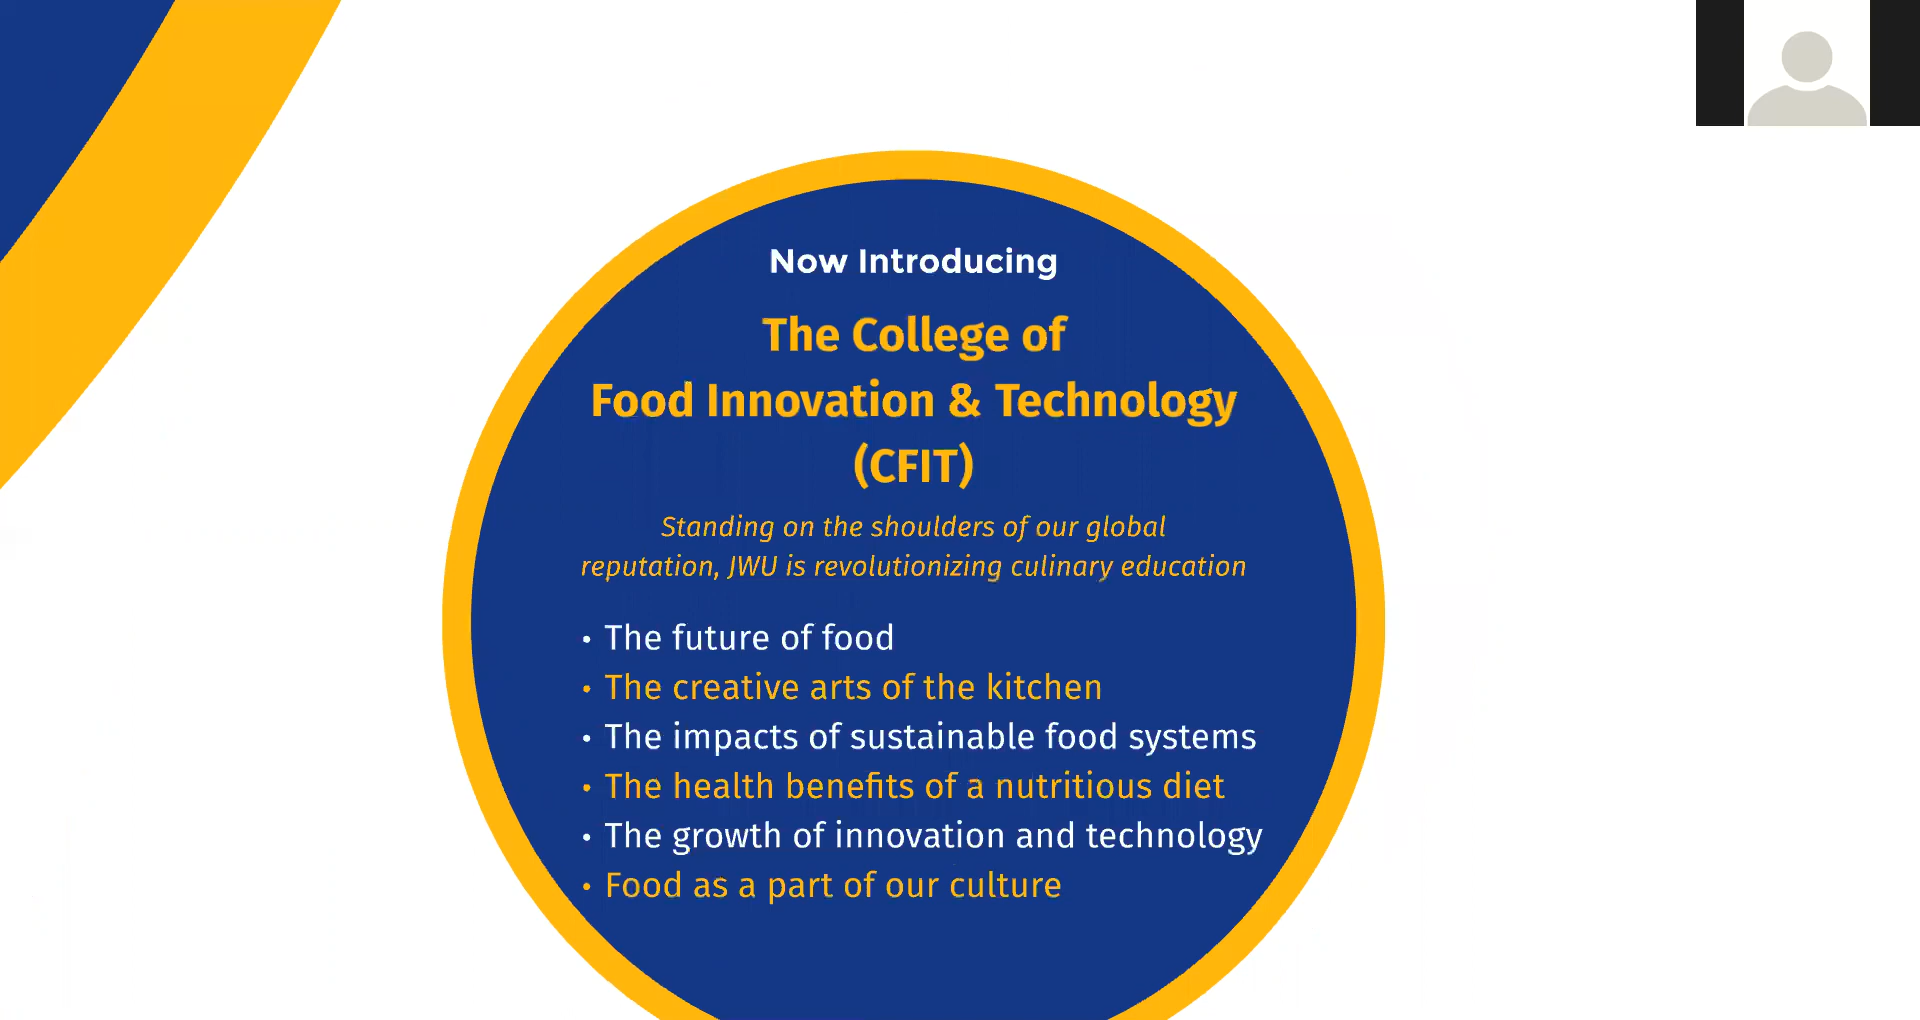 Now Introducing
The College of
Food Innovation & Technology
(CFIT)
Standing on the shoulders of our global
reputation, JWU is revolutionizing culinary education
• The future of food
• The creative arts of the kitchen
• The impacts of sustainable food systems
• The health benefits of a nutritious diet
• The growth of innovation and technology
• Food as a part of our culture